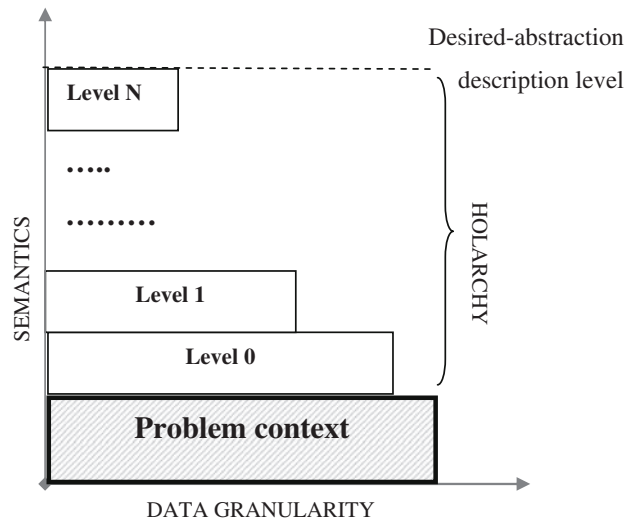 Desired-abstraction
description level
Level N
.....
.........
Level 1
Level 0
Problem context
SEMANTICS
HOLARCHY
DATA GRANULARITY